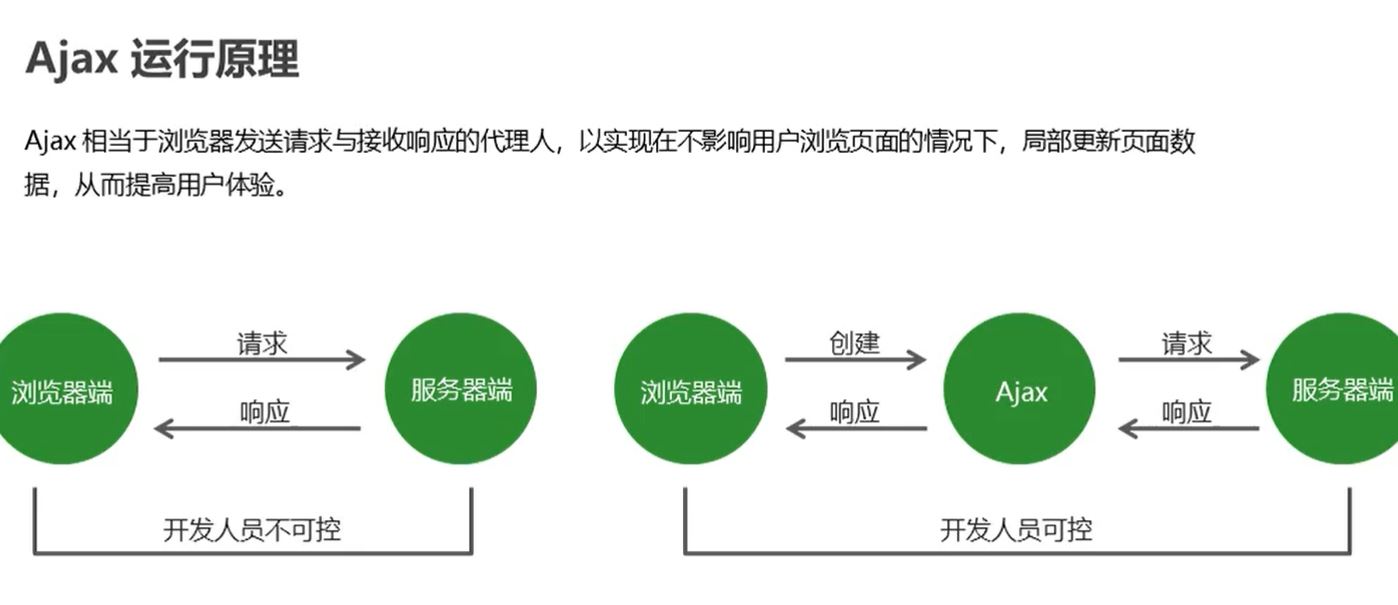 Ajax 运行原理
Ajax 相当于浏览器发送请求与接收响应的代理人，以实现在不影响用户浏览页面的情况下，局部更新页面数
据，从而提高用户体验。
请求
浏览器端
服务器端
响应
开发人员不可控
创建
请求
浏览器端
Ajax
服务器端
响应
响应
开发人员可控